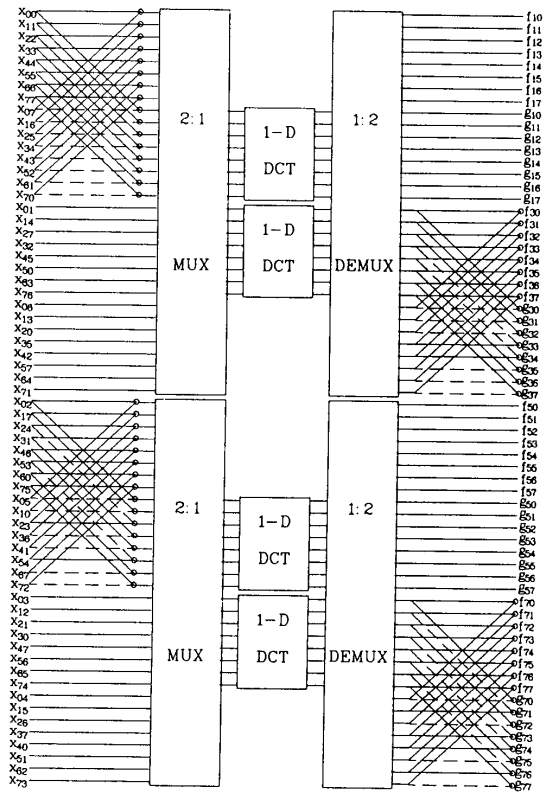 x00
x11
x22
x33
x44
x55
x66
x77
x07
x16
x25
x34
x43
x52
x61
x70
x01
x14
x27
x32
x45
x50
x63
x76
x06
x13
x20
x35
x42
x57
x64
x71
2:1
MUX
1-D
DCT
1-D
DCT
1:2
DEMUX
f10
f11
f12
f13
f14
f15
f16
f17
g10
g11
g12
g13
g14
g15
g16
g17
f30
f31
f32
f33
f34
f35
f36
f37
g30
g31
g32
g33
g34
g35
g36
g37
x02
x17
x24
x31
x46
x53
x60
x75
x05
x10
x23
x36
x41
x54
x67
x72
x03
x12
x21
x30
x47
x56
x65
x74
x04
x15
x26
x37
x40
x51
x62
x73
2:1
MUX
1-D
DCT
1-D
DCT
1:2
DEMUX
f50
f51
f52
f53
f54
f55
f56
f57
g50
g51
g52
g53
g54
g55
g56
g57
f70
f71
f72
f73
f74
f75
f76
f77
g70
g71
g72
g73
g74
g75
g76
g77